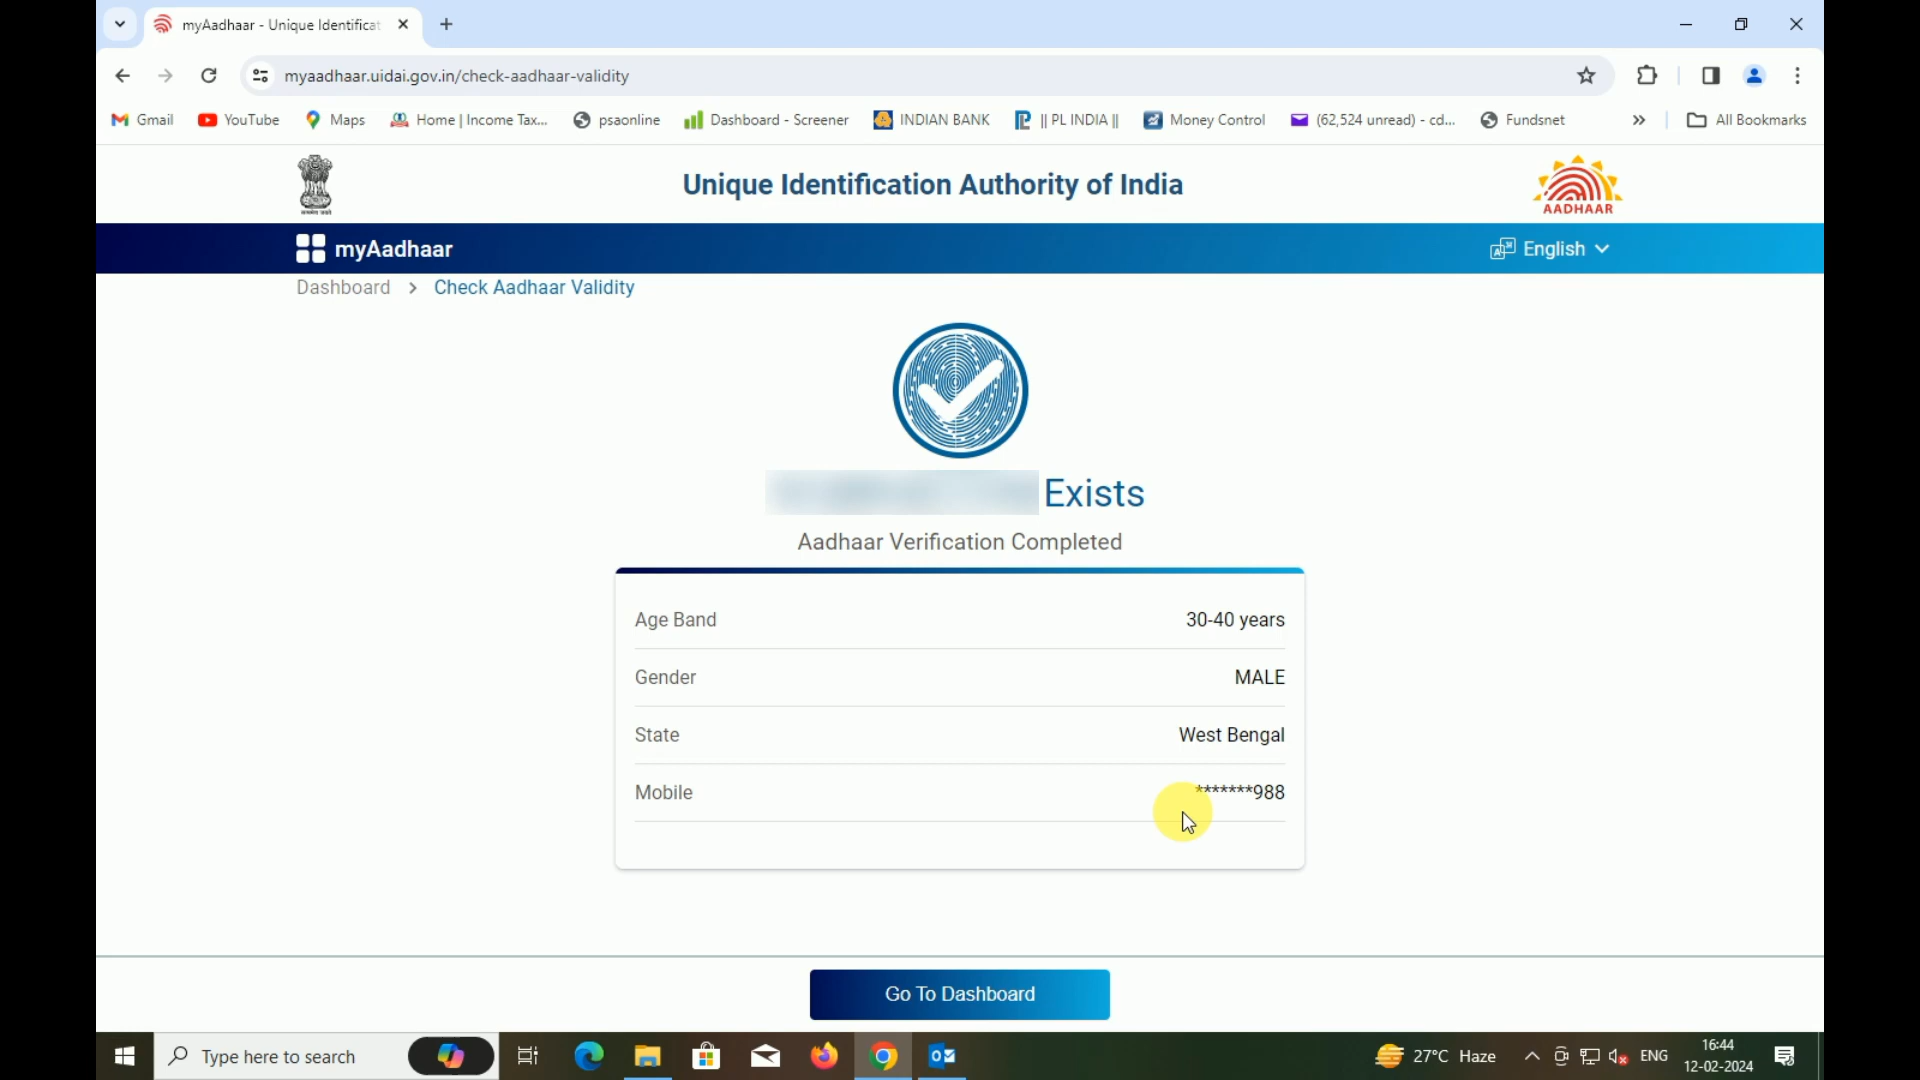 myAadhaar - Unique Identificat
myaadhaar.uidai.gov.in/check-aadhaar-validity
Gmail YouTube Maps Home | Income Tax... psaonline Dashboard - Screener INDIAN BANK || PL INDIA || Money Control (62,524 unread) - cd... Fundsnet » All Bookmarks
Unique Identification Authority of India
AADHAAR
myAadhaar English
Dashboard > Check Aadhaar Validity
Exists
Aadhaar Verification Completed
Age Band 30-40 years
Gender MALE
State West Bengal
Mobile *******988
Go To Dashboard
Type here to search
27°C Haze
ENG
16:44
12-02-2024